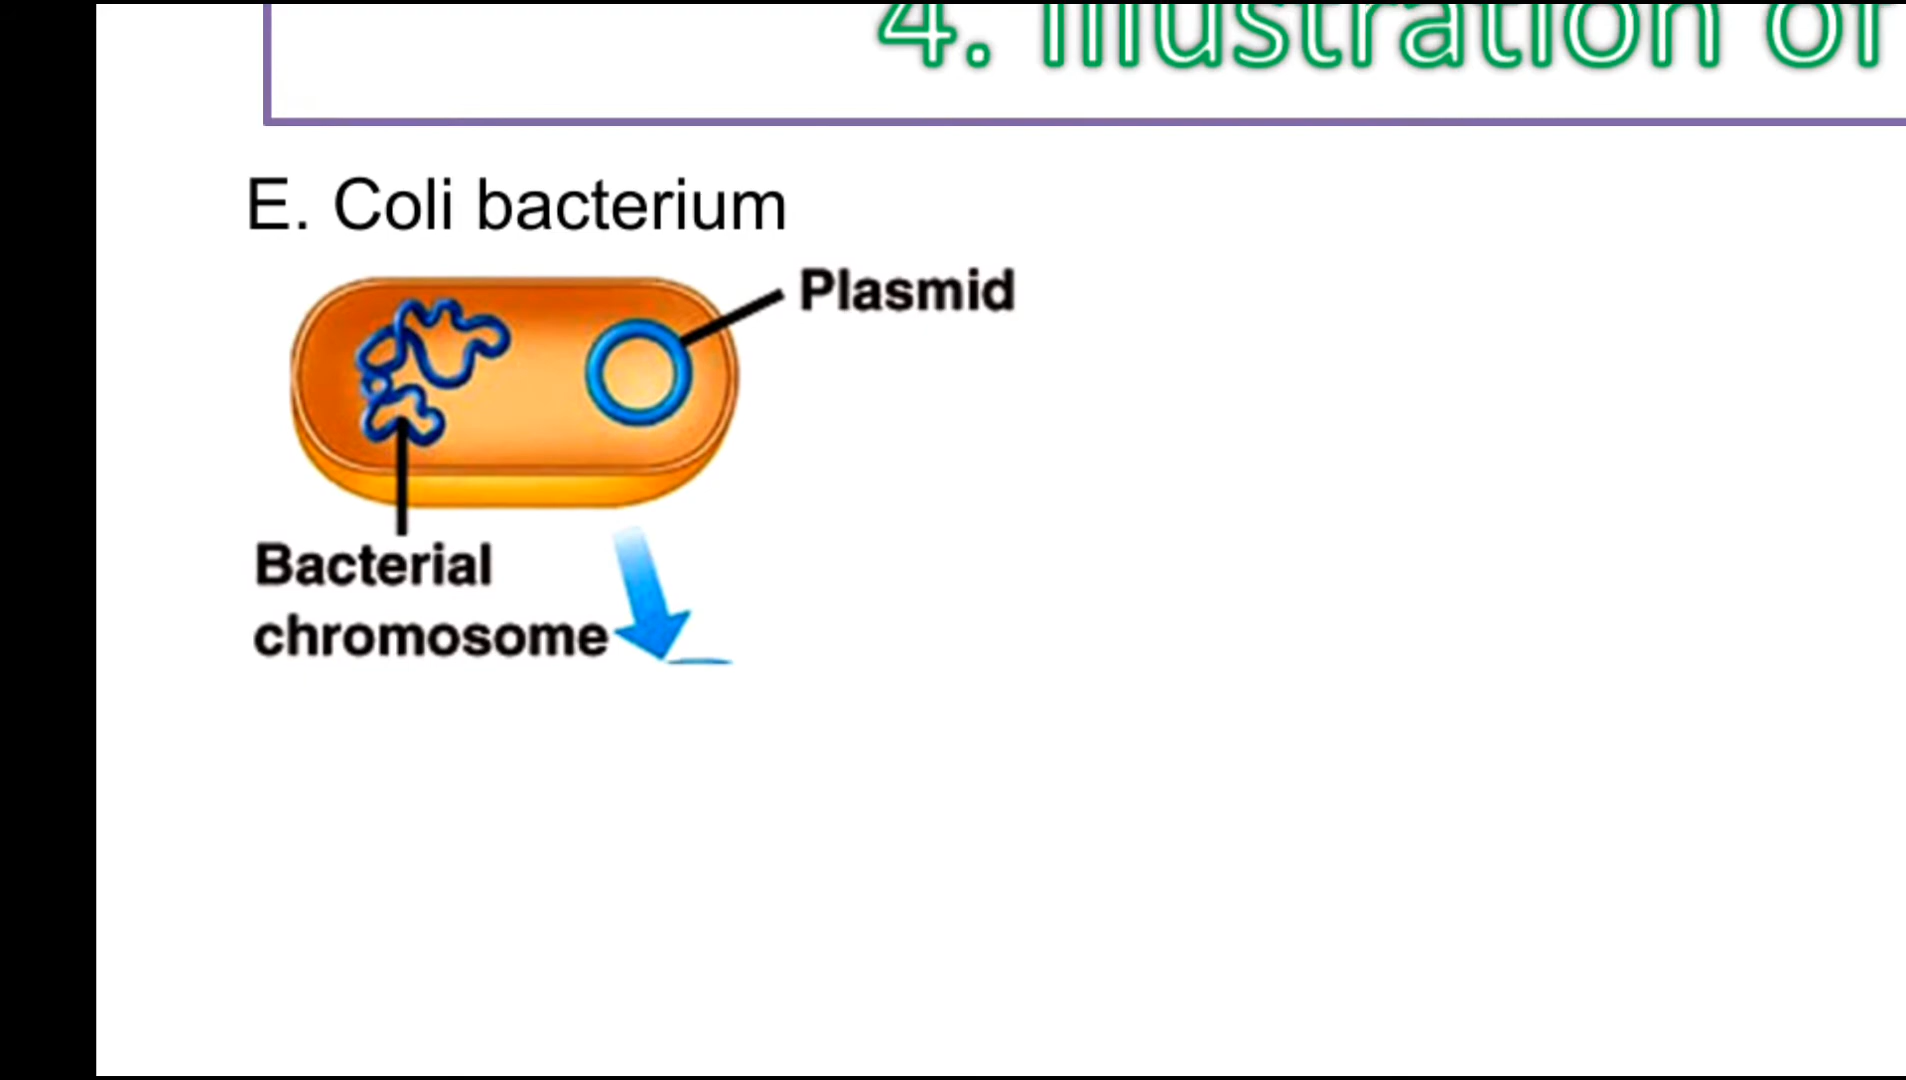 4. Illustration of
E. Coli bacterium
Plasmid
Bacterial
chromosome